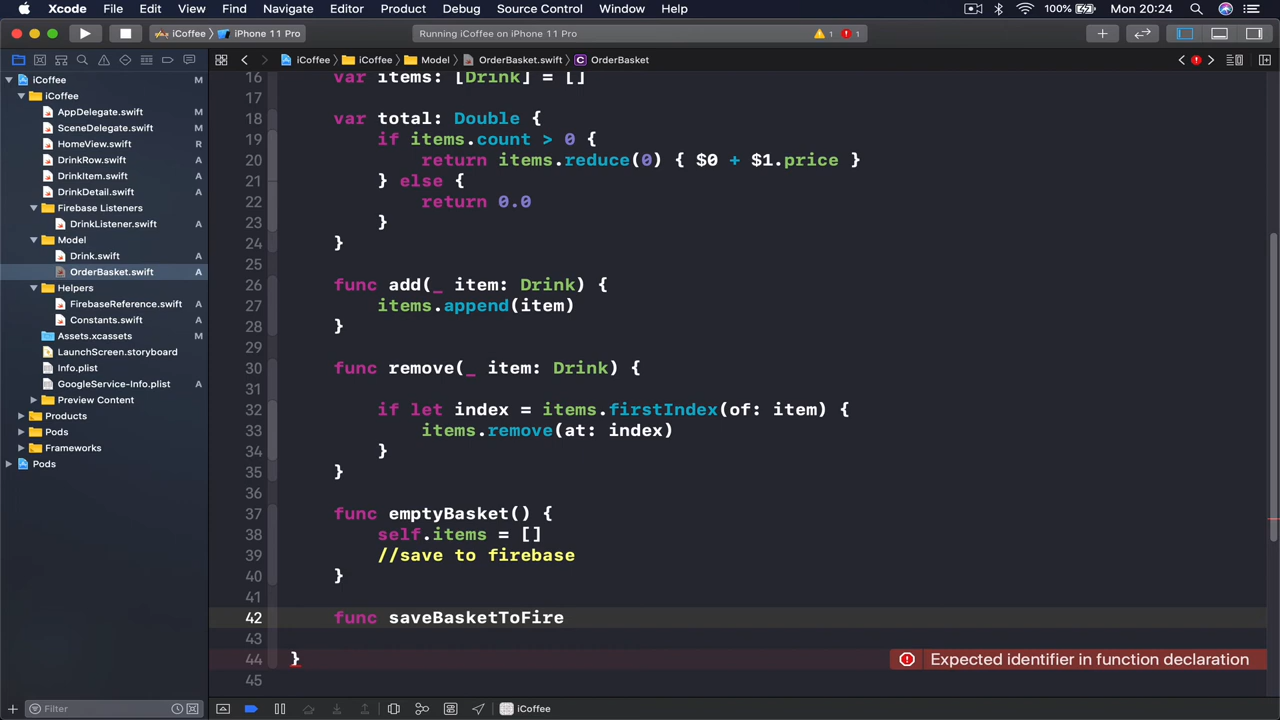 Xcode File Edit View Find Navigate Editor Product Debug Source Control Window Help 100% Mon 20:24
iCoffee iPhone 11 Pro Running iCoffee on iPhone 11 Pro 1 1
iCoffee iCoffee Model OrderBasket.swift OrderBasket
iCoffee M
iCoffee
AppDelegate.swift M
SceneDelegate.swift M
HomeView.swift R
DrinkRow.swift A
DrinkItem.swift A
DrinkDetail.swift A
Firebase Listeners
DrinkListener.swift A
Model
Drink.swift A
OrderBasket.swift A
Helpers
FirebaseReference.swift A
Constants.swift A
Assets.xcassets M
LaunchScreen.storyboard
Info.plist
GoogleService-Info.plist A
Preview Content
Products
Pods
Frameworks
Pods
16 var items: [Drink] = []
17
18 var total: Double {
19 if items.count > 0 {
20 return items.reduce(0) { $0 + $1.price }
21 } else {
22 return 0.0
23 }
24 }
25
26 func add(_ item: Drink) {
27 items.append(item)
28 }
29
30 func remove(_ item: Drink) {
31
32 if let index = items.firstIndex(of: item) {
33 items.remove(at: index)
34 }
35 }
36
37 func emptyBasket() {
38 self.items = []
39 //save to firebase
40 }
41
42 func saveBasketToFire
43
44 } Expected identifier in function declaration
45
Filter iCoffee